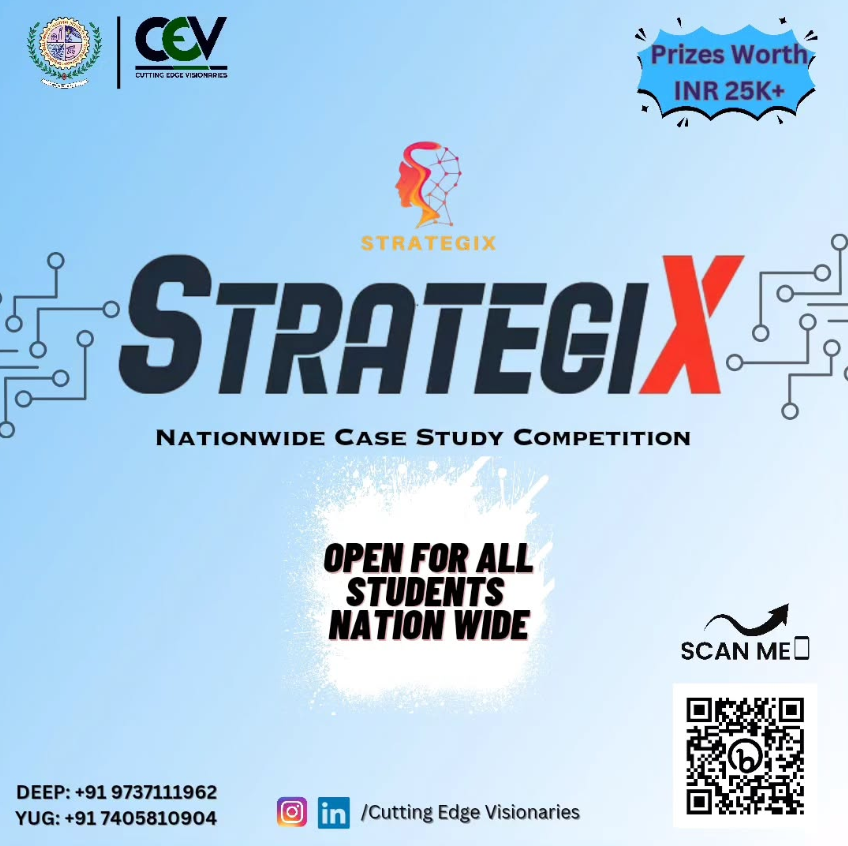 CEV
CUTTING EDGE VISIONARIES
Prizes Worth
INR 25K+
STRATEGIX
STRATEGIX
NATIONWIDE CASE STUDY COMPETITION
OPEN FOR ALL
STUDENTS
NATION WIDE
SCAN ME
DEEP: +91 9737111962
YUG: +91 7405810904
in
/Cutting Edge Visionaries